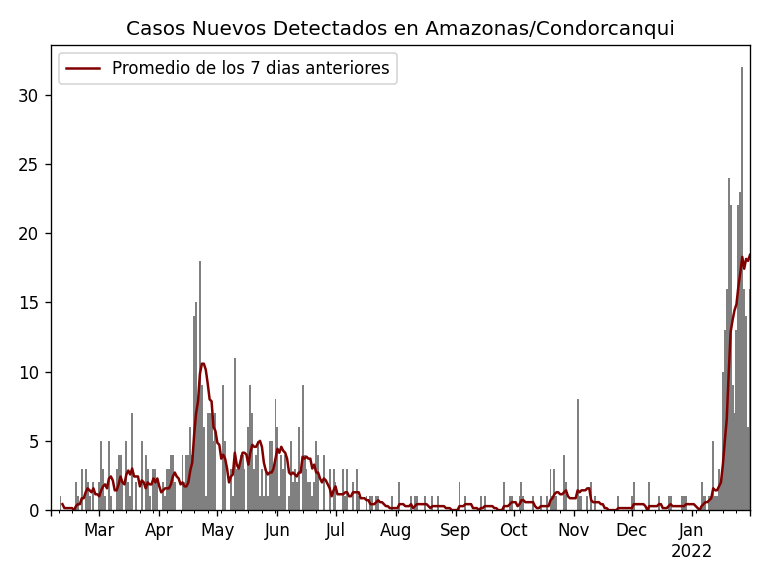 Casos Nuevos Detectados en Amazonas/Condorcanqui
Promedio de los 7 dias anteriores
30
25
20
15
10
5
0
Mar Apr May Jun Jul Aug Sep Oct Nov Dec Jan
2022